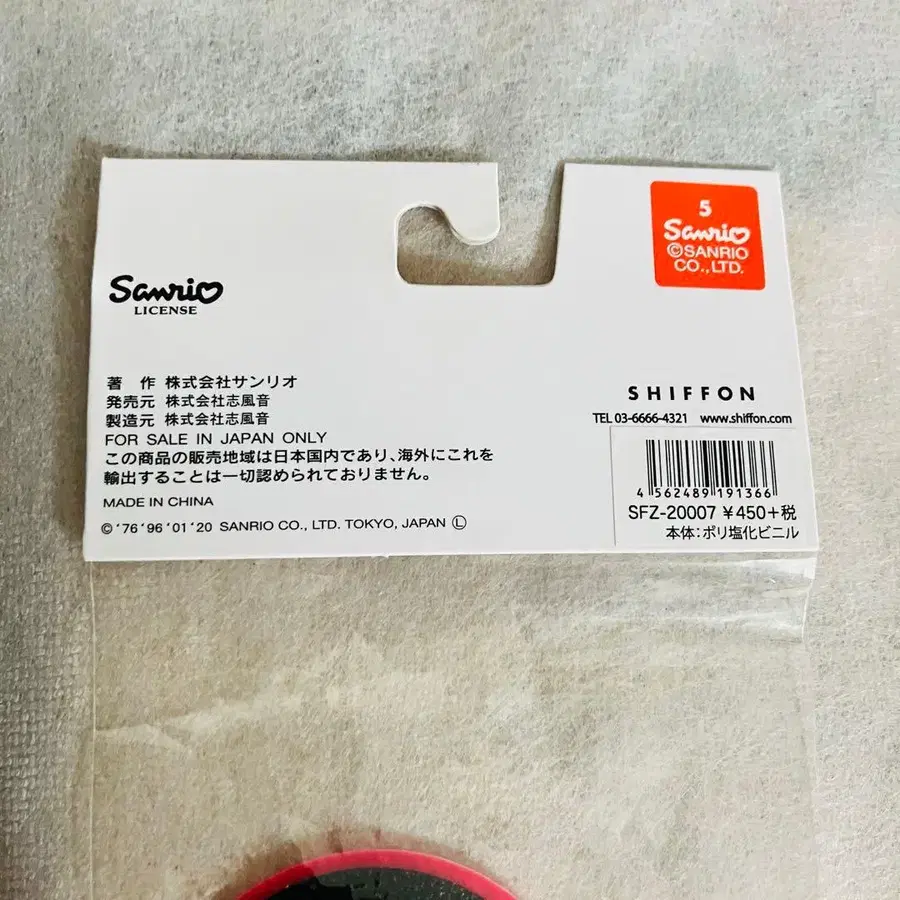 5
Sanrio
©SANRIO
CO.,LTD.
Sanrio
LICENSE
著 作 株式会社サンリオ
発売元 株式会社志風音
製造元 株式会社志風音
FOR SALE IN JAPAN ONLY
この商品の販売地域は日本国内であり、海外にこれを
輸出することは一切認められておりません。
MADE IN CHINA
© '76 '96 '01 '20 SANRIO CO., LTD. TOKYO, JAPAN Ⓛ
SHIFFON
TEL 03-6666-4321 www.shiffon.com
4 562489 191366
SFZ-20007 ¥450+税
本体：ポリ塩化ビニル